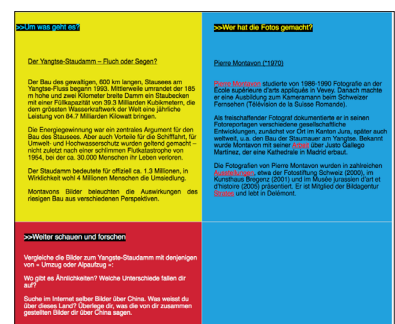 >>Um was geht es?
Der Yangtse-Staudamm – Fluch oder Segen?
Der Bau des gewaltigen, 600 km langen, Stausees am
Yangtse-Fluss begann 1993. Mittlerweile umrandet der 185
m hohe und zwei Kilometer breite Damm ein Staubecken
mit einer Füllkapazität von 39.3 Milliarden Kubikmetern, die
dem grössten Wasserkraftwerk der Welt eine jährliche
Leistung von 84.7 Milliarden Kilowatt bringen.
Die Energiegewinnung war ein zentrales Argument für den
Bau des Stausees. Aber auch Vorteile für die Schifffahrt, für
Umwelt- und Hochwasserschutz wurden geltend gemacht –
nicht zuletzt nach einer schlimmen Flutkatastrophe von
1954, bei der ca. 30.000 Menschen ihr Leben verloren.
Der Staudamm bedeutete für offiziell ca. 1.3 Millionen, in
Wirklichkeit wohl 4 Millionen Menschen die Umsiedlung.
Montavons Bilder beleuchten die Auswirkungen des
riesigen Bau aus verschiedenen Perspektiven.
>>Wer hat die Fotos gemacht?
Pierre Montavon (*1970)
Pierre Montavon studierte von 1986-1990 Fotografie an der
École supérieure d'arts appliqués in Vevey. Danach machte
er eine Ausbildung zum Kameramann beim Schweizer
Fernsehen (Télévision de la Suisse Romande).
Als freischaffender Fotograf dokumentierte er in seinen
Fotoreportagen verschiedene gesellschaftliche
Entwicklungen, zunächst vor Ort im Kanton Jura, später auch
weltweit, u.a. den Bau der Staumauer am Yangtse. Bekannt
wurde Montavon mit seiner Arbeit über Justo Gallego
Martinez, der eine Kathedrale in Madrid erbaut.
Die Fotografien von Pierre Montavon wurden in zahlreichen
Ausstellungen, etwa der Fotostiftung Schweiz (2000), im
Kunsthaus Bregenz (2001) und im Musée jurassien d'art et
d'histoire (2005) präsentiert. Er ist Mitglied der Bildagentur
und lebt in Delémont.
>>Weiter schauen und forschen
Vergleiche die Bilder zum Yangste-Staudamm mit denjenigen
von « Umzug oder Alpaufzug »:
Wo gibt es Ähnlichkeiten? Welche Unterschiede fallen dir
auf?
Suche im Internet selber Bilder über China. Was weisst du
über dieses Land? Überlege dir, was die von dir zusammen
gestellten Bilder dir über China sagen.